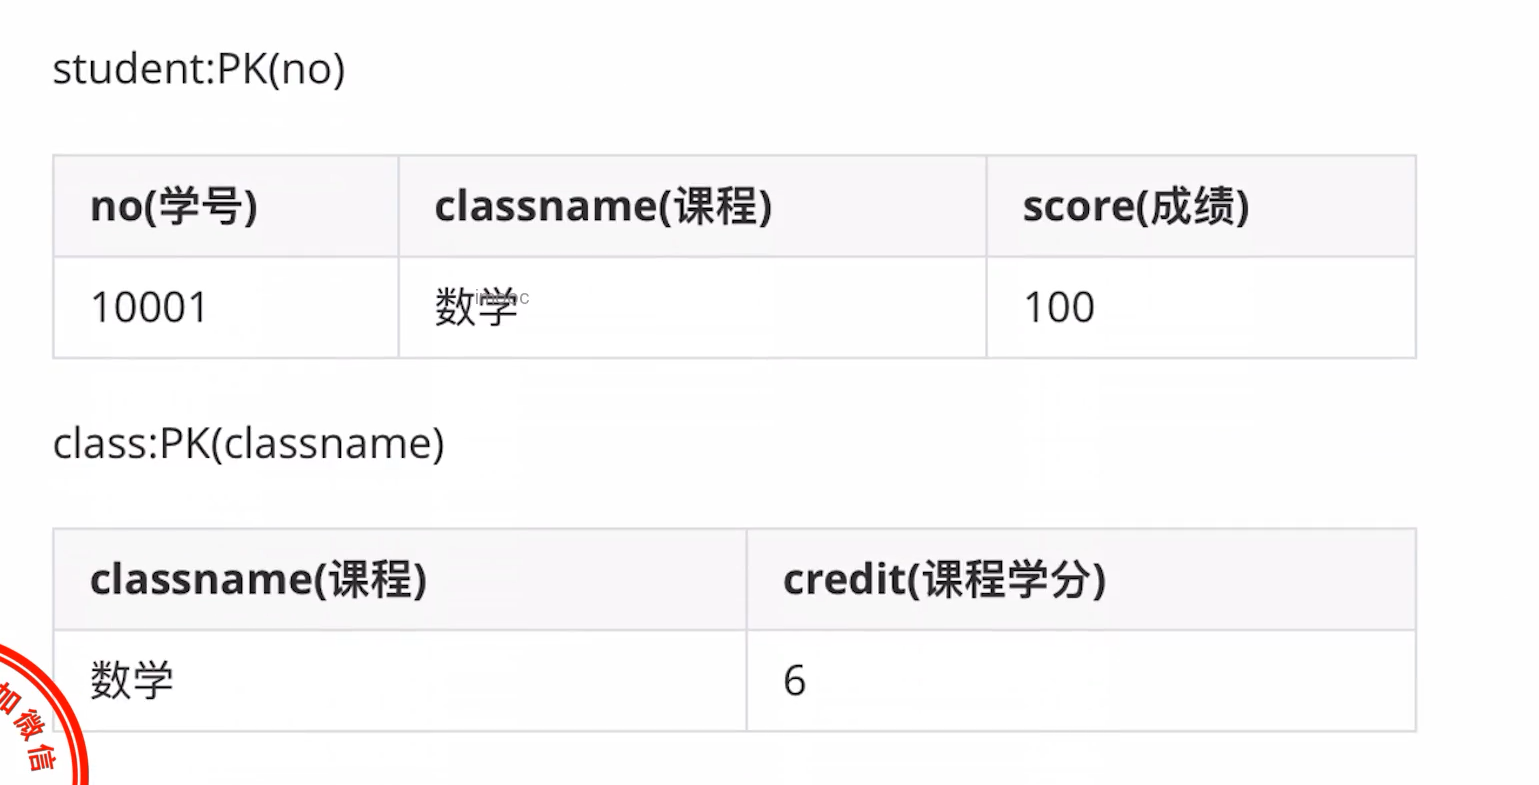 student:PK(no)
no(学号) classname(课程) score(成绩)
10001 数学 100
imooc
class:PK(classname)
classname(课程) credit(课程学分)
数学 6
加微信